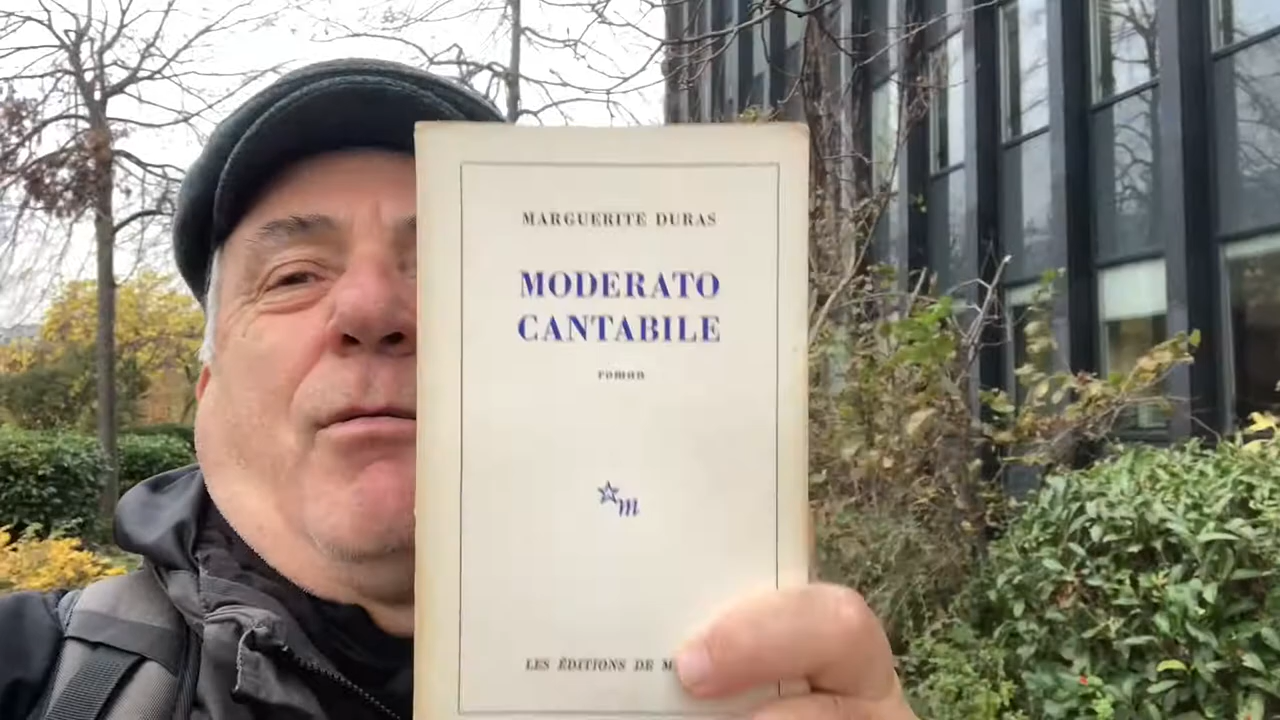 MARGUERITE DURAS
MODERATO
CANTABILE
roman
m
LES ÉDITIONS DE M